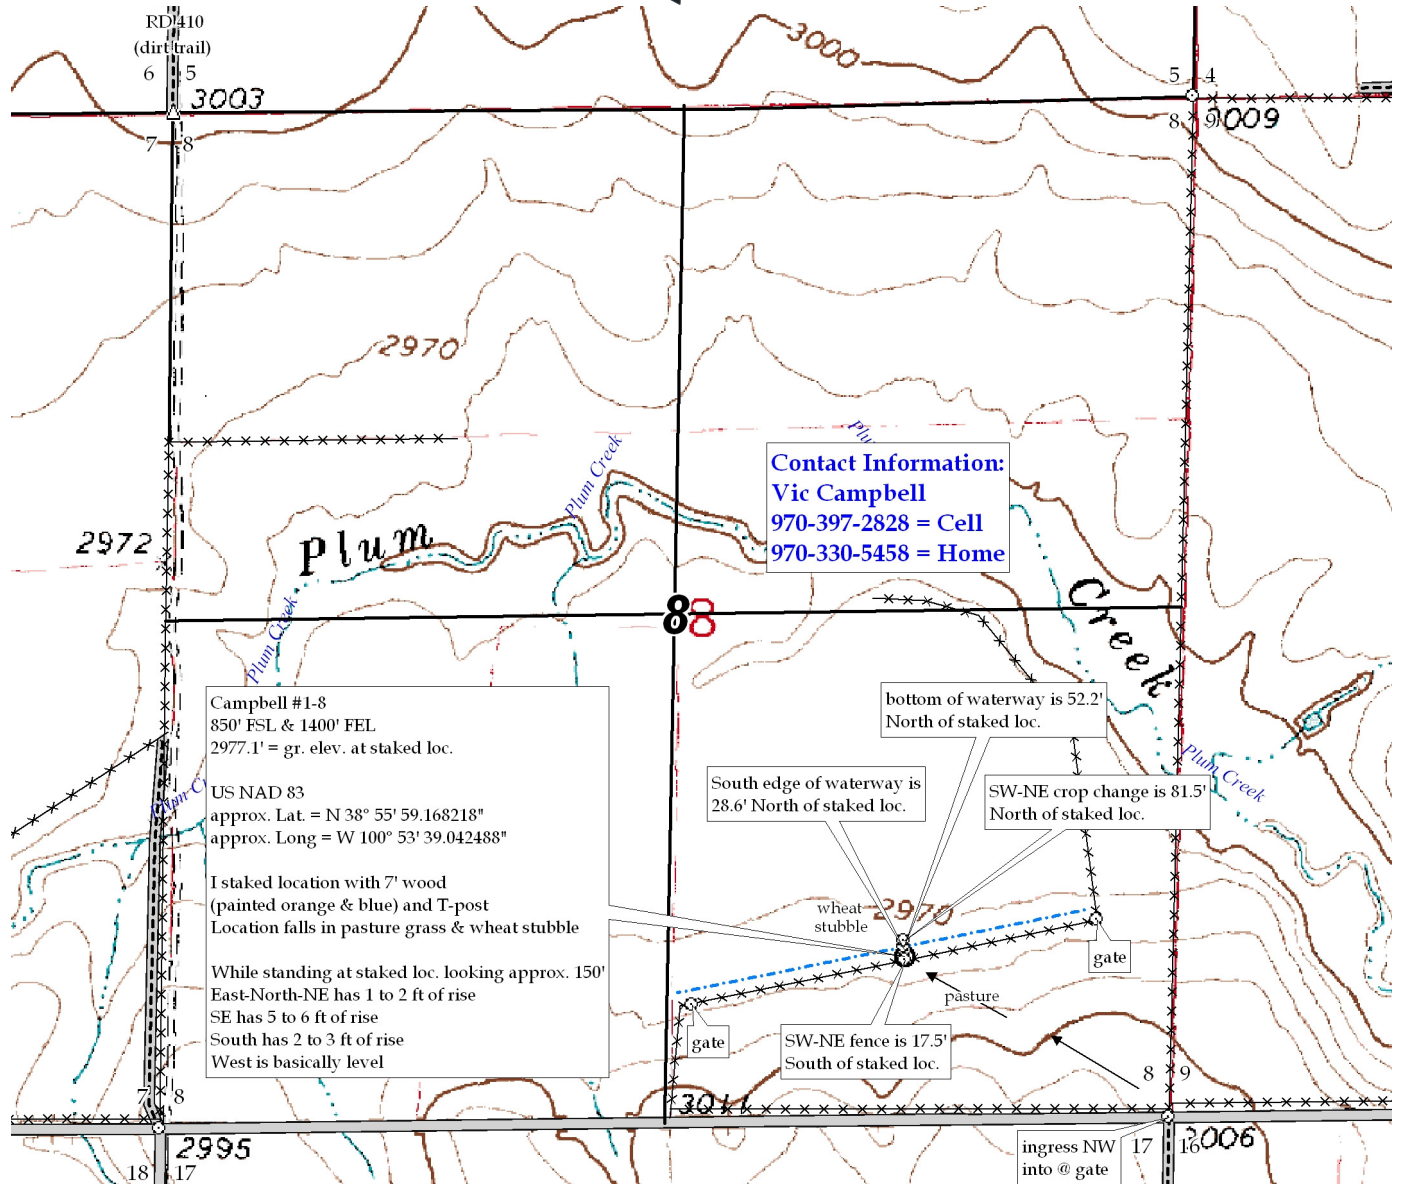 RD 410
(dirt trail)
6 5
3003
3000
5 4
8 9
3009
7 8
2970
Plum Creek
Plu
Contact Information:
Vic Campbell
970-397-2828 = Cell
970-330-5458 = Home
2972
Plum
Creek
Plum Creek
8 8
Campbell #1-8
850' FSL & 1400' FEL
2977.1' = gr. elev. at staked loc.
US NAD 83
approx. Lat. = N 38° 55' 59.168218"
approx. Long = W 100° 53' 39.042488"
I staked location with 7' wood
(painted orange & blue) and T-post
Location falls in pasture grass & wheat stubble
While standing at staked loc. looking approx. 150'
East-North-NE has 1 to 2 ft of rise
SE has 5 to 6 ft of rise
South has 2 to 3 ft of rise
West is basically level
bottom of waterway is 52.2'
North of staked loc.
South edge of waterway is
28.6' North of staked loc.
SW-NE crop change is 81.5'
North of staked loc.
Plum Creek
Plum C
wheat
stubble
2970
gate
pasture
gate
SW-NE fence is 17.5'
South of staked loc.
8 9
7 8
3011
2995
18 17
ingress NW
into @ gate
17 16
3006